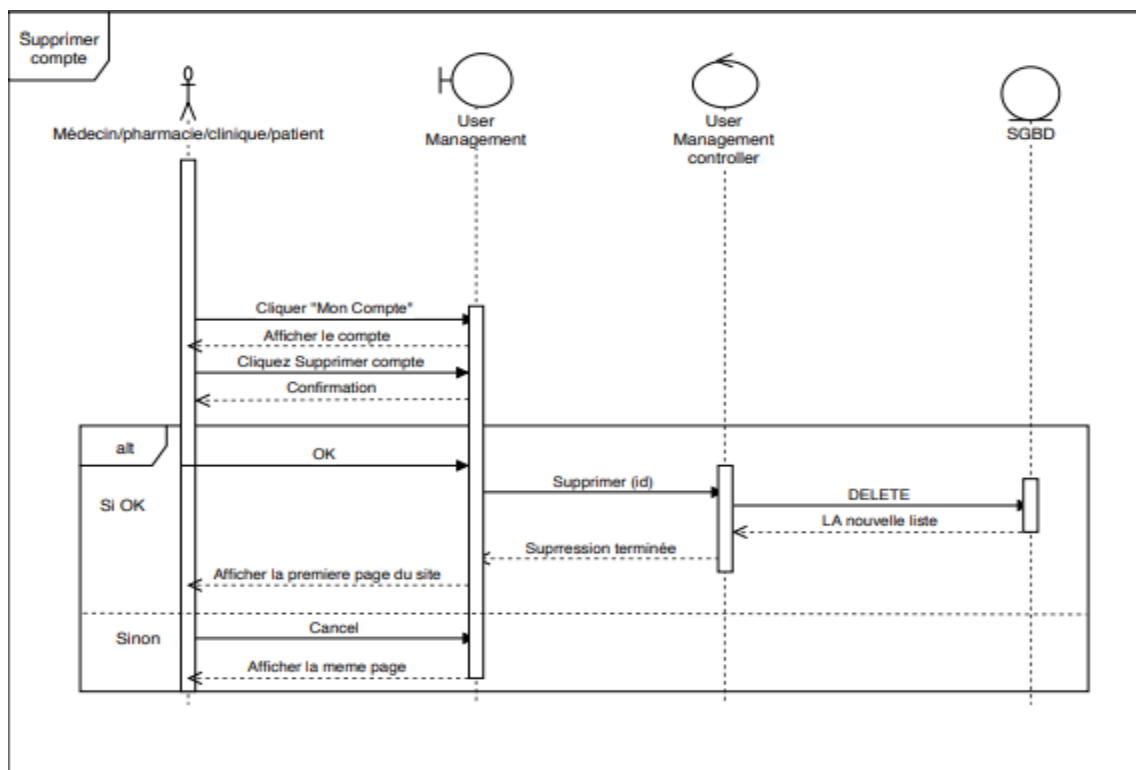 Supprimer
compte
Médecin/pharmacie/clinique/patient
User
Management
User
Management
controller
SGBD
Cliquer "Mon Compte"
Afficher le compte
Cliquez Supprimer compte
Confirmation
alt
OK
Si OK
Supprimer (id)
DELETE
LA nouvelle liste
Suprression terminée
Afficher la premiere page du site
Sinon
Cancel
Afficher la meme page